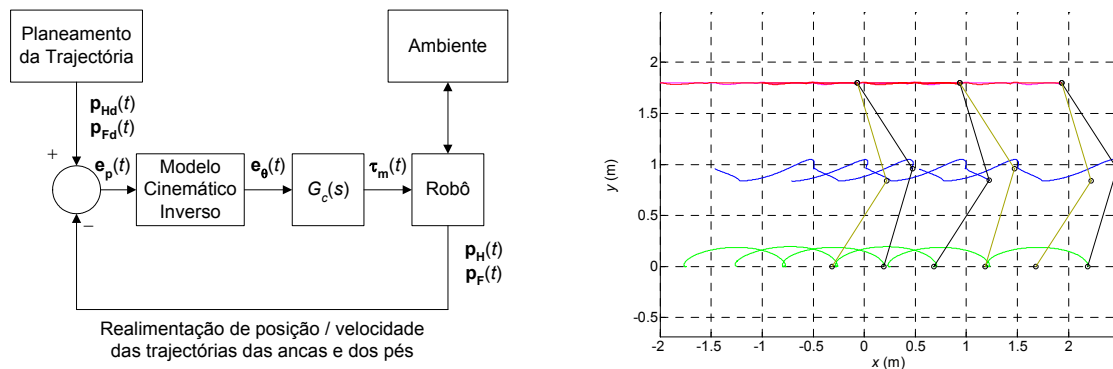 Planeamento
da Trajectória
Ambiente
p_Hd(t)
p_Fd(t)
+
e_p(t)
Modelo
Cinemático
Inverso
e_θ(t)
G_c(s)
τ_m(t)
Robô
−
p_H(t)
p_F(t)
Realimentação de posição / velocidade
das trajectórias das ancas e dos pés
y (m)
2
1.5
1
0.5
0
-0.5
-2 -1.5 -1 -0.5 0 0.5 1 1.5 2
x (m)